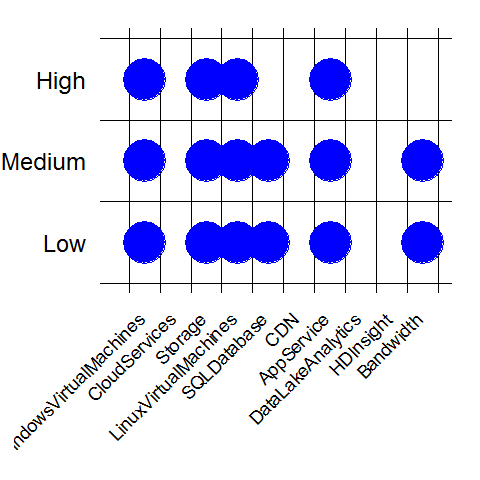 High
Medium
Low
ndowsVirtualMachines
CloudServices
Storage
LinuxVirtualMachines
SQLDatabase
CDN
AppService
DataLakeAnalytics
HDInsight
Bandwidth